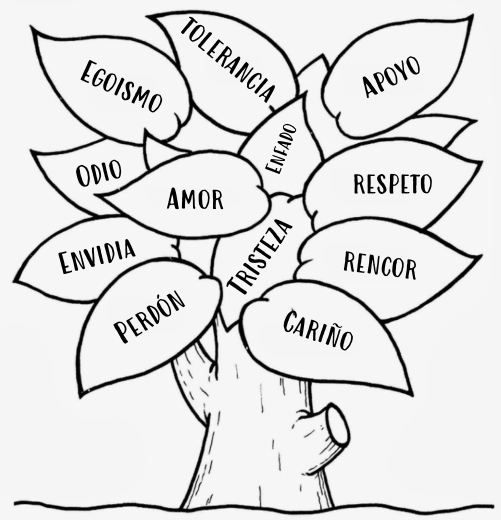 TOLERANCIA
EGOISMO
APOYO
ENFADO
ODIO
AMOR
RESPETO
TRISTEZA
ENVIDIA
RENCOR
PERDÓN
CARIÑO